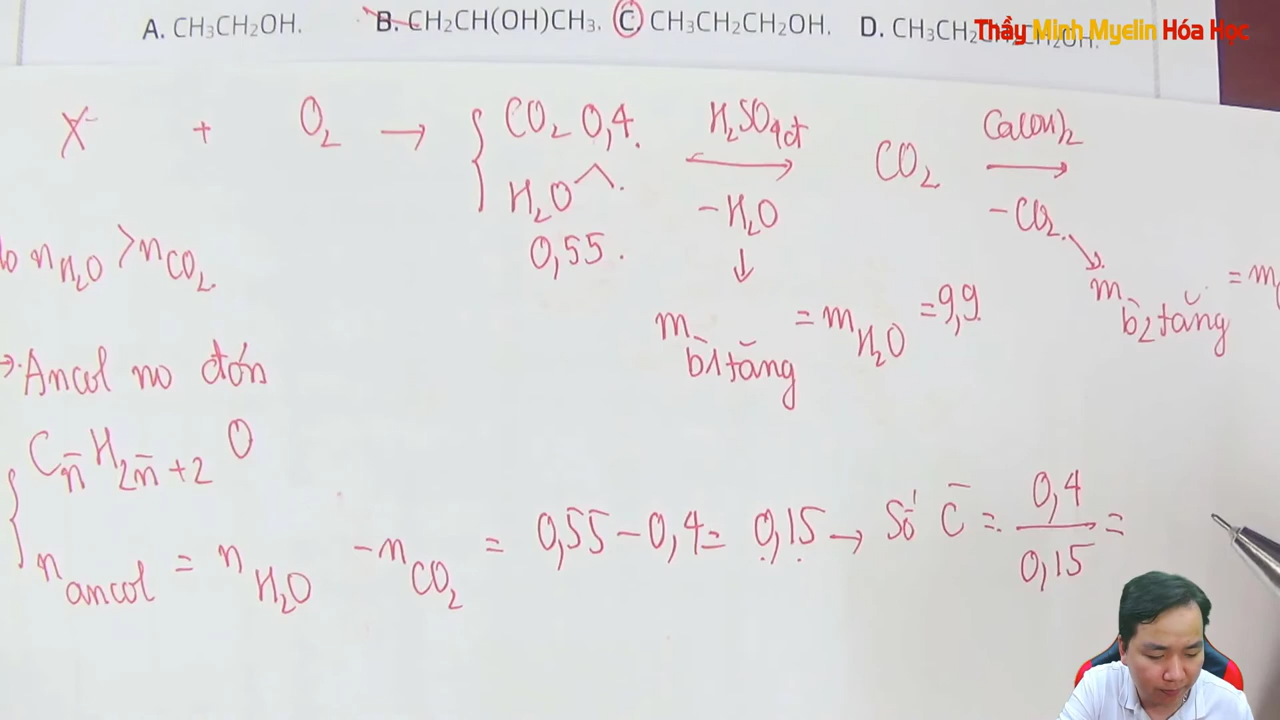 A. CH₃CH₂OH. B. CH₂CH(OH)CH₃. C. CH₃CH₂CH₂OH. D. CH₃CH₂CH₂CH₂OH.
Thầy Minh Myelin Hóa Học
X + O₂ → { CO₂ 0,4. H₂SO₄đ CO₂ Ca(OH)₂
H₂O -H₂O -CO₂
0,55. ↓
n H₂O > n CO₂
m b1 tăng = m H₂O = 9,9 m b2 tăng = m
⇒ Ancol no đơn
{ C n̄ H 2n̄+2 O
n ancol = n H₂O - n CO₂ = 0,55 - 0,4 = 0,15 → Số C̄ = 0,4 / 0,15 =